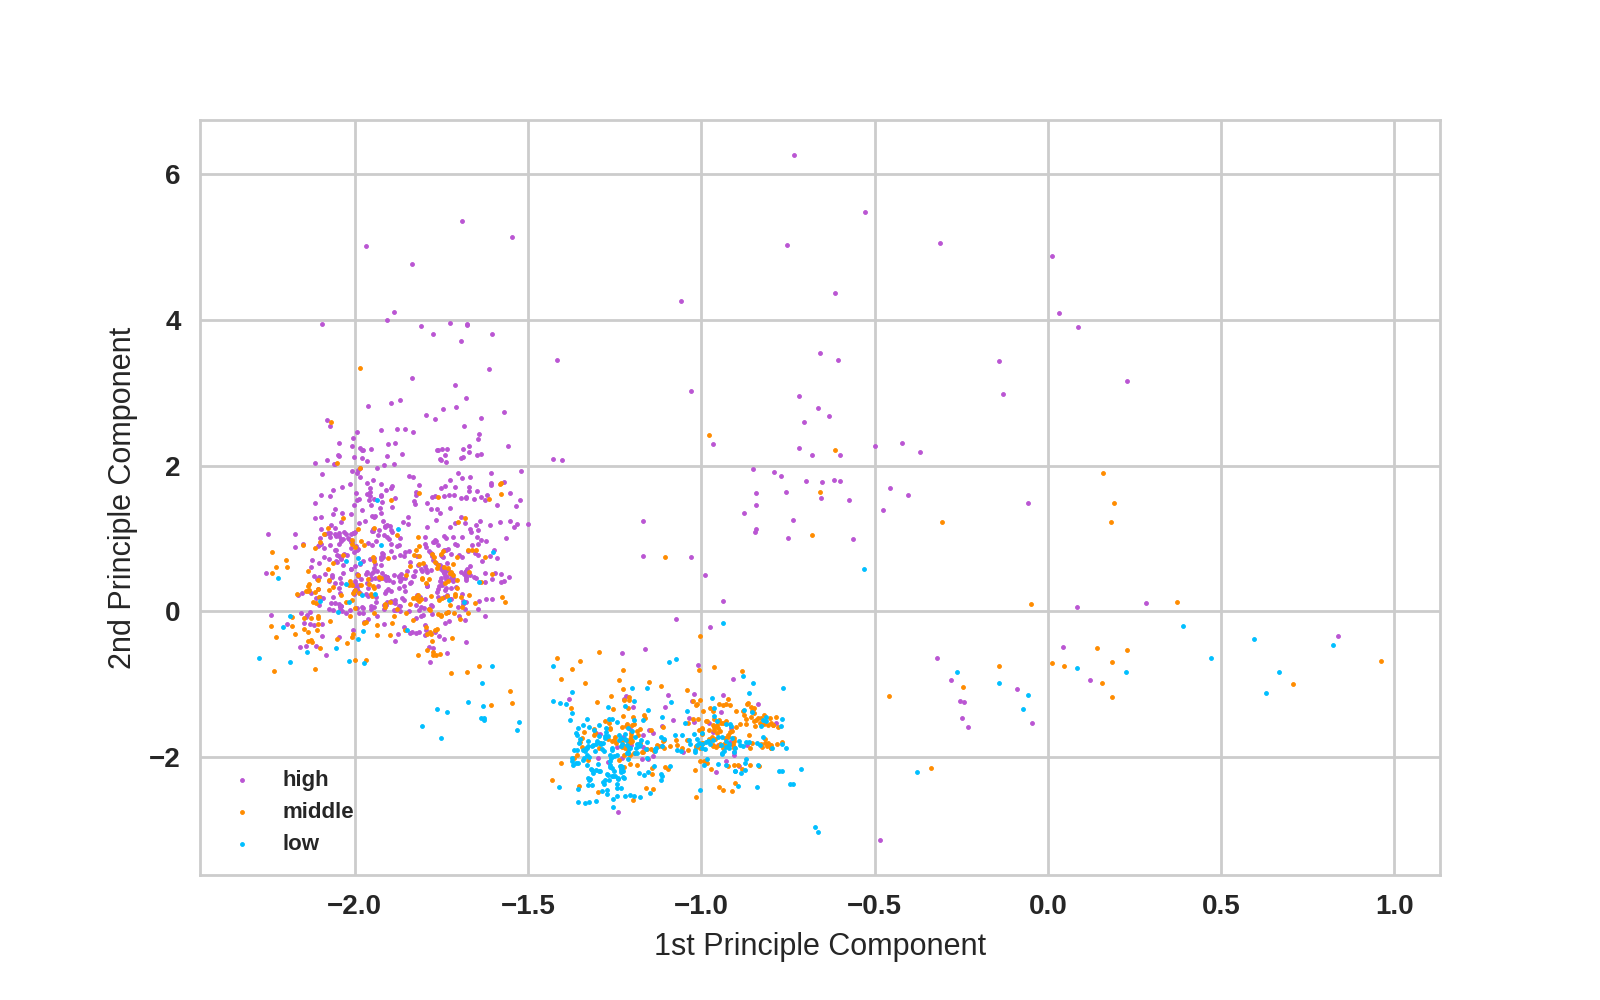 6
4
2
0
−2
2nd Principle Component
high
middle
low
−2.0 −1.5 −1.0 −0.5 0.0 0.5 1.0
1st Principle Component